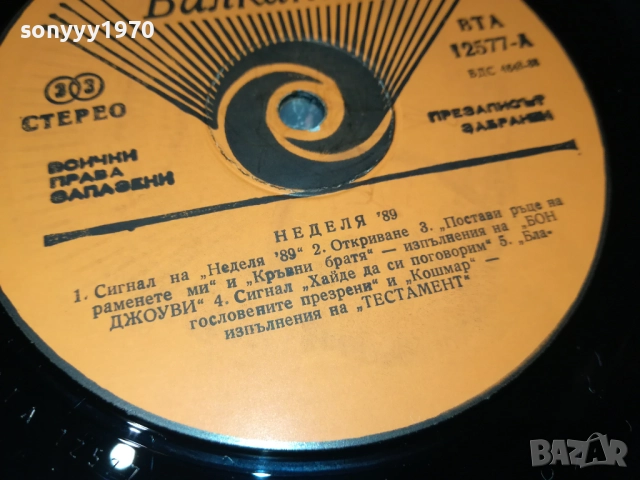 sonyyy1970
Балкан
ВТА
12577-А
БДС
33
СТЕРЕО
ПРЕЗАПИСЪТ
ЗАБРАНЕН
ВСИЧКИ
ПРАВА
ЗАПАЗЕНИ
НЕДЕЛЯ '89
1. Сигнал на „Неделя '89“ 2. Откриване 3. „Постави ръце на
раменете ми“ и „Кръвни братя“ — изпълнения на „БОН
ДЖОУВИ“ 4. Сигнал „Хайде да си поговорим“ 5. „Бла-
гословените презрени“ и „Кошмар“ —
изпълнения на „ТЕСТАМЕНТ“
BAZAR
bg